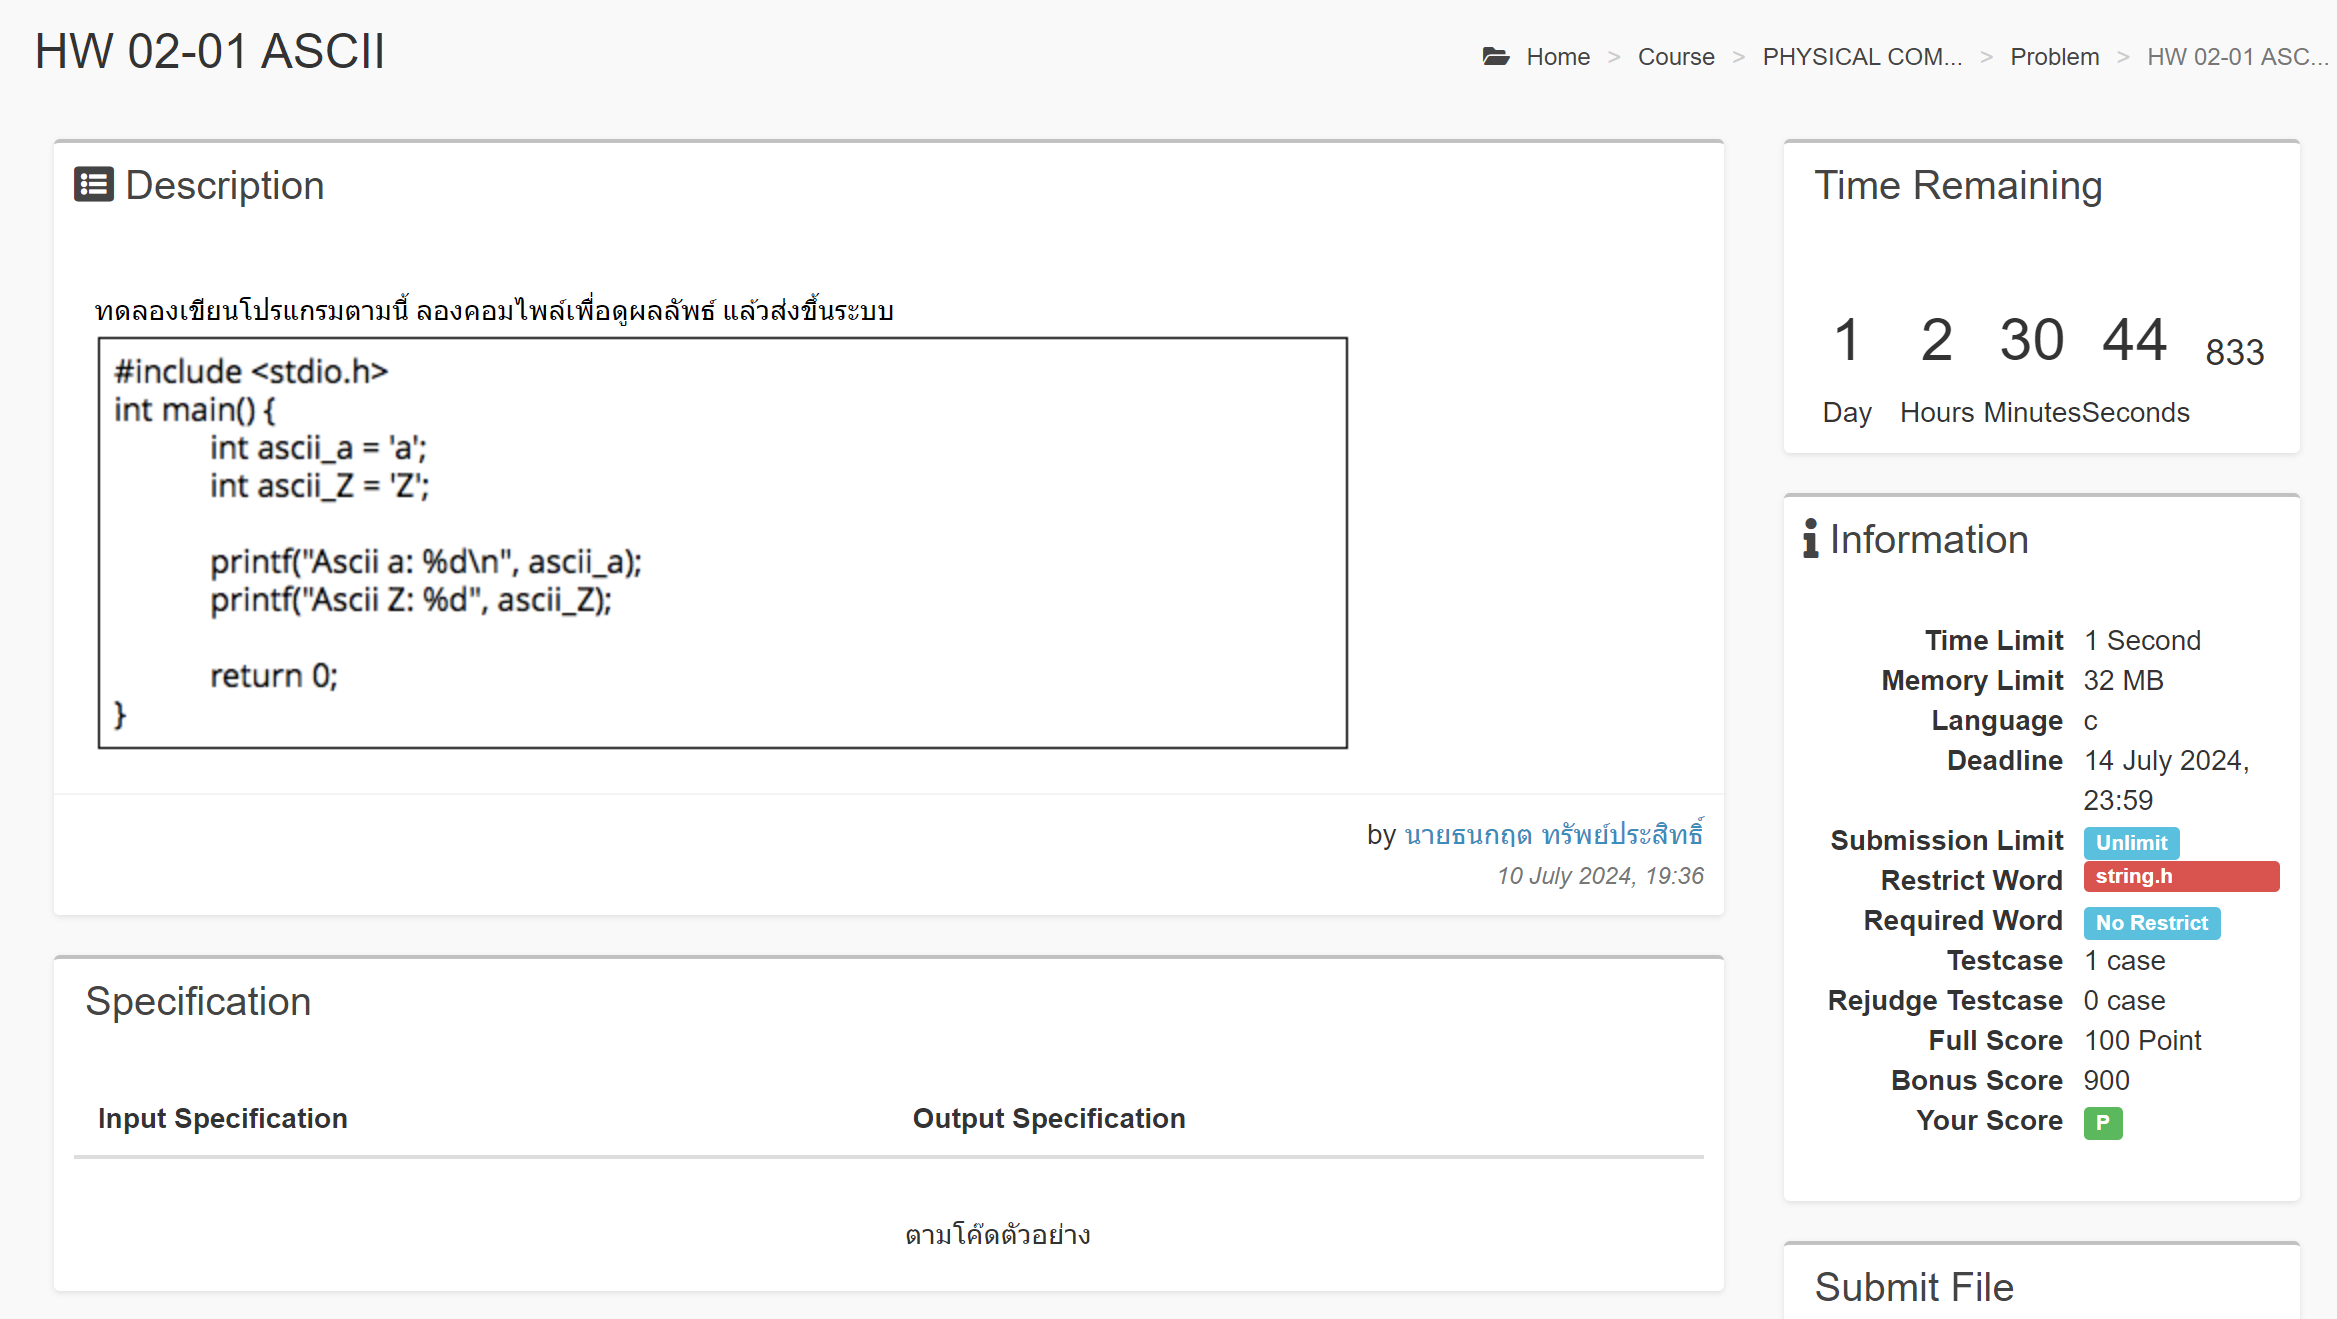 HW 02-01 ASCII
Home > Course > PHYSICAL COM... > Problem > HW 02-01 ASC...
Description
ทดลองเขียนโปรแกรมตามนี้ ลองคอมไพล์เพื่อดูผลลัพธ์ แล้วส่งขึ้นระบบ
#include <stdio.h>
int main() {
int ascii_a = 'a';
int ascii_Z = 'Z';
printf("Ascii a: %d\n", ascii_a);
printf("Ascii Z: %d", ascii_Z);
return 0;
}
by นายธนกฤต ทรัพย์ประสิทธิ์
10 July 2024, 19:36
Specification
Input Specification Output Specification
ตามโค๊ดตัวอย่าง
Time Remaining
1 2 30 44 833
Day Hours Minutes Seconds
Information
Time Limit 1 Second
Memory Limit 32 MB
Language c
Deadline 14 July 2024,
23:59
Submission Limit Unlimit
Restrict Word string.h
Required Word No Restrict
Testcase 1 case
Rejudge Testcase 0 case
Full Score 100 Point
Bonus Score 900
Your Score P
Submit File